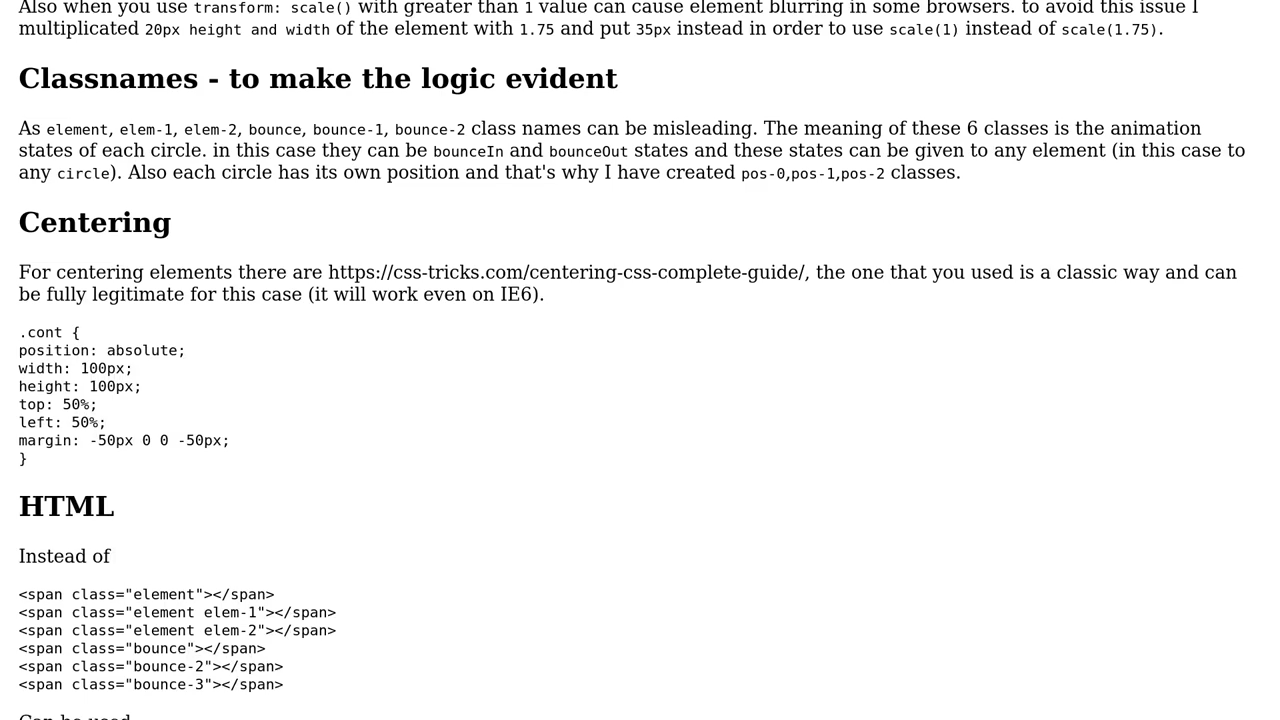 Also when you use transform: scale() with greater than 1 value can cause element blurring in some browsers. to avoid this issue I
multiplicated 20px height and width of the element with 1.75 and put 35px instead in order to use scale(1) instead of scale(1.75).
Classnames - to make the logic evident
As element, elem-1, elem-2, bounce, bounce-1, bounce-2 class names can be misleading. The meaning of these 6 classes is the animation
states of each circle. in this case they can be bounceIn and bounceOut states and these states can be given to any element (in this case to
any circle). Also each circle has its own position and that's why I have created pos-0,pos-1,pos-2 classes.
Centering
For centering elements there are https://css-tricks.com/centering-css-complete-guide/, the one that you used is a classic way and can
be fully legitimate for this case (it will work even on IE6).
.cont {
position: absolute;
width: 100px;
height: 100px;
top: 50%;
left: 50%;
margin: -50px 0 0 -50px;
}
HTML
Instead of
<span class="element"></span>
<span class="element elem-1"></span>
<span class="element elem-2"></span>
<span class="bounce"></span>
<span class="bounce-2"></span>
<span class="bounce-3"></span>
Can be used